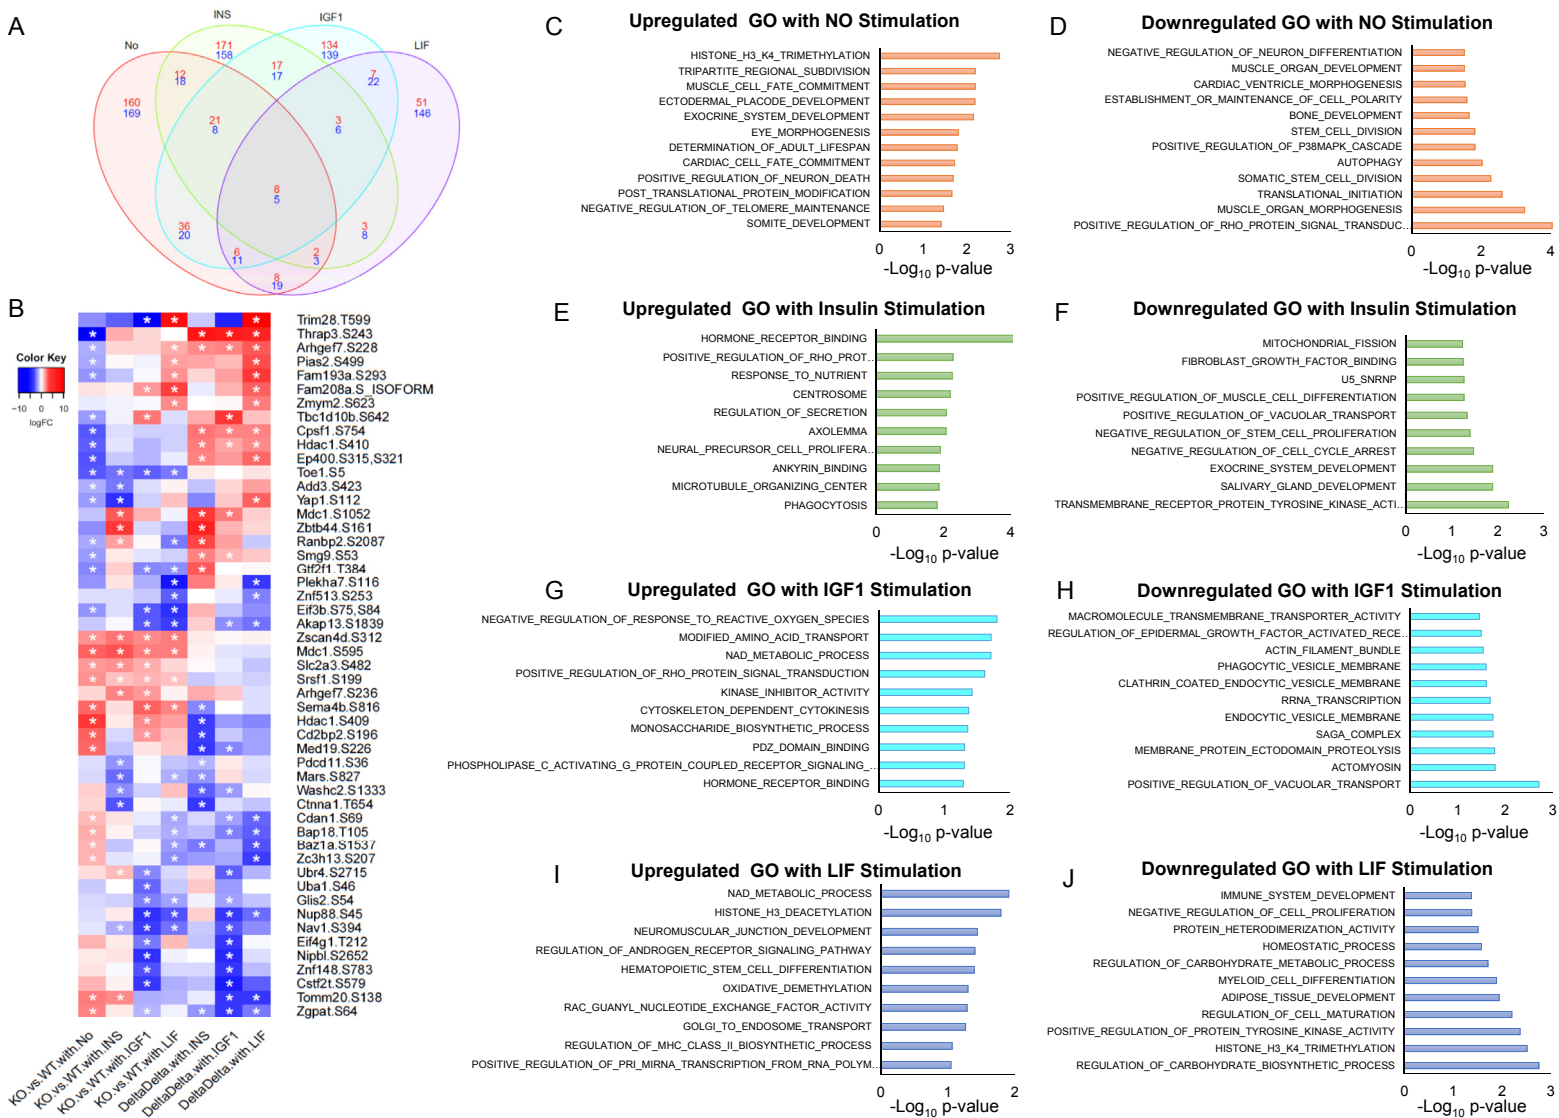 A
INS
IGF1
No
LIF
171
158
134
139
17
17
12
18
7
22
160
169
51
146
21
8
3
6
8
5
36
20
3
8
6
11
2
3
8
19
B
Color Key
−10 0 10
logFC
Trim28.T599
Thrap3.S243
Arhgef7.S228
Pias2.S499
Fam193a.S293
Fam208a.S_ISOFORM
Zmym2.S623
Tbc1d10b.S642
Cpsf1.S754
Hdac1.S410
Ep400.S315,S321
Toe1.S5
Add3.S423
Yap1.S112
Mdc1.S1052
Zbtb44.S161
Ranbp2.S2087
Smg9.S53
Gtf2f1.T384
Plekha7.S116
Znf513.S253
Eif3b.S75,S84
Akap13.S1839
Zscan4d.S312
Mdc1.S595
Slc2a3.S482
Srsf1.S199
Arhgef7.S236
Sema4b.S816
Hdac1.S409
Cd2bp2.S196
Med19.S226
Pdcd11.S36
Mars.S827
Washc2.S1333
Ctnna1.T654
Cdan1.S69
Bap18.T105
Baz1a.S1537
Zc3h13.S207
Ubr4.S2715
Uba1.S46
Glis2.S54
Nup88.S45
Nav1.S394
Eif4g1.T212
Nipbl.S2652
Znf148.S783
Cstf2t.S579
Tomm20.S138
Zgpat.S64
KO.vs.WT.with.No
KO.vs.WT.with.INS
KO.vs.WT.with.IGF1
KO.vs.WT.with.LIF
DeltaDelta.with.INS
DeltaDelta.with.IGF1
DeltaDelta.with.LIF
C
Upregulated GO with NO Stimulation
HISTONE_H3_K4_TRIMETHYLATION
TRIPARTITE_REGIONAL_SUBDIVISION
MUSCLE_CELL_FATE_COMMITMENT
ECTODERMAL_PLACODE_DEVELOPMENT
EXOCRINE_SYSTEM_DEVELOPMENT
EYE_MORPHOGENESIS
DETERMINATION_OF_ADULT_LIFESPAN
CARDIAC_CELL_FATE_COMMITMENT
POSITIVE_REGULATION_OF_NEURON_DEATH
POST_TRANSLATIONAL_PROTEIN_MODIFICATION
NEGATIVE_REGULATION_OF_TELOMERE_MAINTENANCE
SOMITE_DEVELOPMENT
0 1 2 3
-Log10 p-value
D
Downregulated GO with NO Stimulation
NEGATIVE_REGULATION_OF_NEURON_DIFFERENTIATION
MUSCLE_ORGAN_DEVELOPMENT
CARDIAC_VENTRICLE_MORPHOGENESIS
ESTABLISHMENT_OR_MAINTENANCE_OF_CELL_POLARITY
BONE_DEVELOPMENT
STEM_CELL_DIVISION
POSITIVE_REGULATION_OF_P38MAPK_CASCADE
AUTOPHAGY
SOMATIC_STEM_CELL_DIVISION
TRANSLATIONAL_INITIATION
MUSCLE_ORGAN_MORPHOGENESIS
POSITIVE_REGULATION_OF_RHO_PROTEIN_SIGNAL_TRANSDUC…
0 2 4
-Log10 p-value
E
Upregulated GO with Insulin Stimulation
HORMONE_RECEPTOR_BINDING
POSITIVE_REGULATION_OF_RHO_PROT…
RESPONSE_TO_NUTRIENT
CENTROSOME
REGULATION_OF_SECRETION
AXOLEMMA
NEURAL_PRECURSOR_CELL_PROLIFERA…
ANKYRIN_BINDING
MICROTUBULE_ORGANIZING_CENTER
PHAGOCYTOSIS
0 2 4
-Log10 p-value
F
Downregulated GO with Insulin Stimulation
MITOCHONDRIAL_FISSION
FIBROBLAST_GROWTH_FACTOR_BINDING
U5_SNRNP
POSITIVE_REGULATION_OF_MUSCLE_CELL_DIFFERENTIATION
POSITIVE_REGULATION_OF_VACUOLAR_TRANSPORT
NEGATIVE_REGULATION_OF_STEM_CELL_PROLIFERATION
NEGATIVE_REGULATION_OF_CELL_CYCLE_ARREST
EXOCRINE_SYSTEM_DEVELOPMENT
SALIVARY_GLAND_DEVELOPMENT
TRANSMEMBRANE_RECEPTOR_PROTEIN_TYROSINE_KINASE_ACTI…
0 1 2 3
-Log10 p-value
G
Upregulated GO with IGF1 Stimulation
NEGATIVE_REGULATION_OF_RESPONSE_TO_REACTIVE_OXYGEN_SPECIES
MODIFIED_AMINO_ACID_TRANSPORT
NAD_METABOLIC_PROCESS
POSITIVE_REGULATION_OF_RHO_PROTEIN_SIGNAL_TRANSDUCTION
KINASE_INHIBITOR_ACTIVITY
CYTOSKELETON_DEPENDENT_CYTOKINESIS
MONOSACCHARIDE_BIOSYNTHETIC_PROCESS
PDZ_DOMAIN_BINDING
PHOSPHOLIPASE_C_ACTIVATING_G_PROTEIN_COUPLED_RECEPTOR_SIGNALING_…
HORMONE_RECEPTOR_BINDING
0 1 2
-Log10 p-value
H
Downregulated GO with IGF1 Stimulation
MACROMOLECULE_TRANSMEMBRANE_TRANSPORTER_ACTIVITY
REGULATION_OF_EPIDERMAL_GROWTH_FACTOR_ACTIVATED_RECE…
ACTIN_FILAMENT_BUNDLE
PHAGOCYTIC_VESICLE_MEMBRANE
CLATHRIN_COATED_ENDOCYTIC_VESICLE_MEMBRANE
RRNA_TRANSCRIPTION
ENDOCYTIC_VESICLE_MEMBRANE
SAGA_COMPLEX
MEMBRANE_PROTEIN_ECTODOMAIN_PROTEOLYSIS
ACTOMYOSIN
POSITIVE_REGULATION_OF_VACUOLAR_TRANSPORT
0 1 2 3
-Log10 p-value
I
Upregulated GO with LIF Stimulation
NAD_METABOLIC_PROCESS
HISTONE_H3_DEACETYLATION
NEUROMUSCULAR_JUNCTION_DEVELOPMENT
REGULATION_OF_ANDROGEN_RECEPTOR_SIGNALING_PATHWAY
HEMATOPOIETIC_STEM_CELL_DIFFERENTIATION
OXIDATIVE_DEMETHYLATION
RAC_GUANYL_NUCLEOTIDE_EXCHANGE_FACTOR_ACTIVITY
GOLGI_TO_ENDOSOME_TRANSPORT
REGULATION_OF_MHC_CLASS_II_BIOSYNTHETIC_PROCESS
POSITIVE_REGULATION_OF_PRI_MIRNA_TRANSCRIPTION_FROM_RNA_POLYM…
0 1 2
-Log10 p-value
J
Downregulated GO with LIF Stimulation
IMMUNE_SYSTEM_DEVELOPMENT
NEGATIVE_REGULATION_OF_CELL_PROLIFERATION
PROTEIN_HETERODIMERIZATION_ACTIVITY
HOMEOSTATIC_PROCESS
REGULATION_OF_CARBOHYDRATE_METABOLIC_PROCESS
MYELOID_CELL_DIFFERENTIATION
ADIPOSE_TISSUE_DEVELOPMENT
REGULATION_OF_CELL_MATURATION
POSITIVE_REGULATION_OF_PROTEIN_TYROSINE_KINASE_ACTIVITY
HISTONE_H3_K4_TRIMETHYLATION
REGULATION_OF_CARBOHYDRATE_BIOSYNTHETIC_PROCESS
0 1 2 3
-Log10 p-value